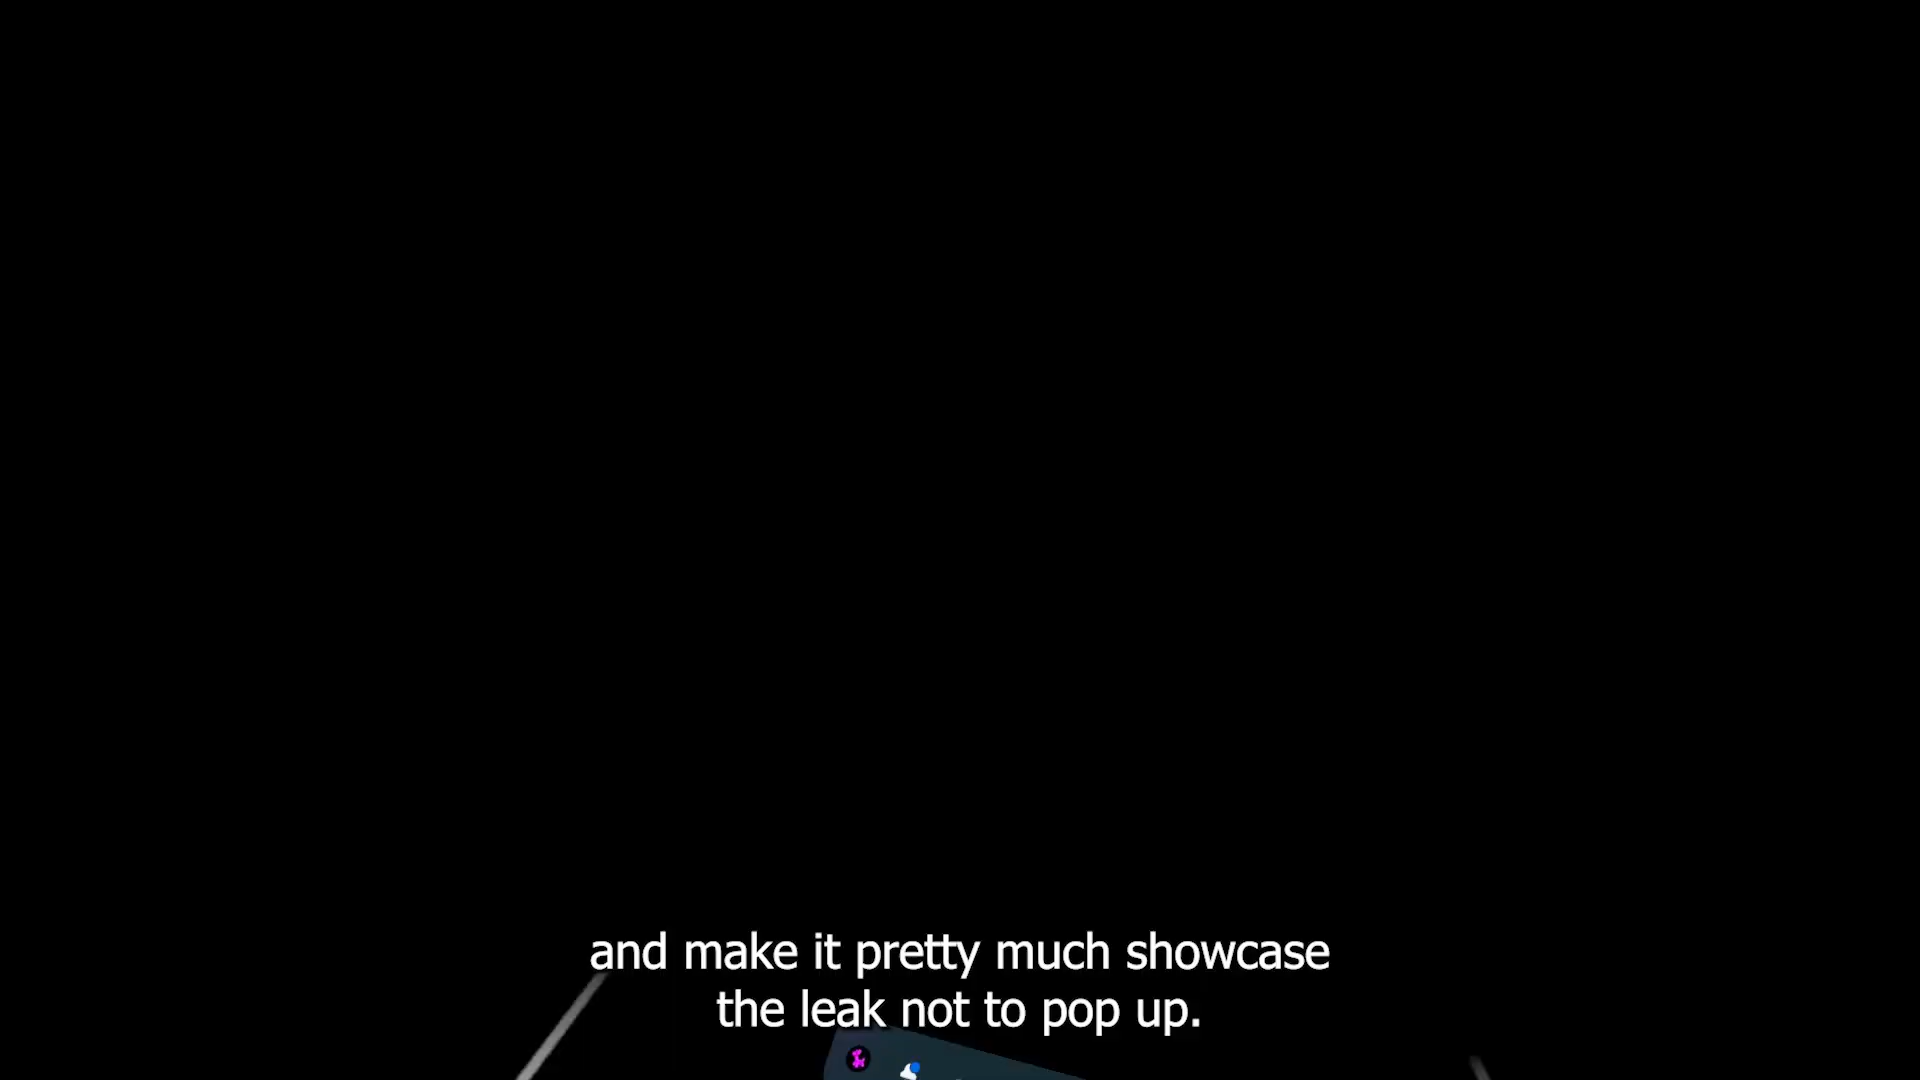 and make it pretty much showcase
the leak not to pop up.